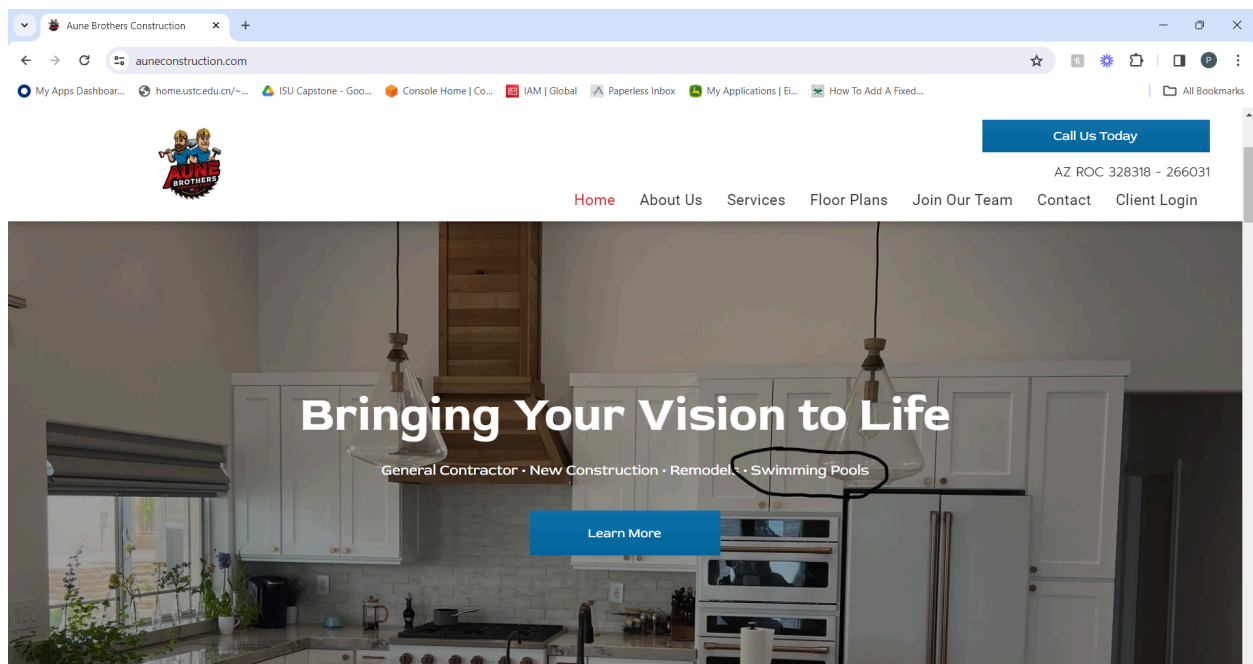 Aune Brothers Construction
auneconstruction.com
My Apps Dashboar... home.ustc.edu.cn/~... ISU Capstone - Goo... Console Home | Co... IAM | Global Paperless Inbox My Applications | Ei... How To Add A Fixed... All Bookmarks
AUNE
BROTHERS
Call Us Today
AZ ROC 328318 - 266031
Home About Us Services Floor Plans Join Our Team Contact Client Login
Bringing Your Vision to Life
General Contractor · New Construction · Remodels · Swimming Pools
Learn More